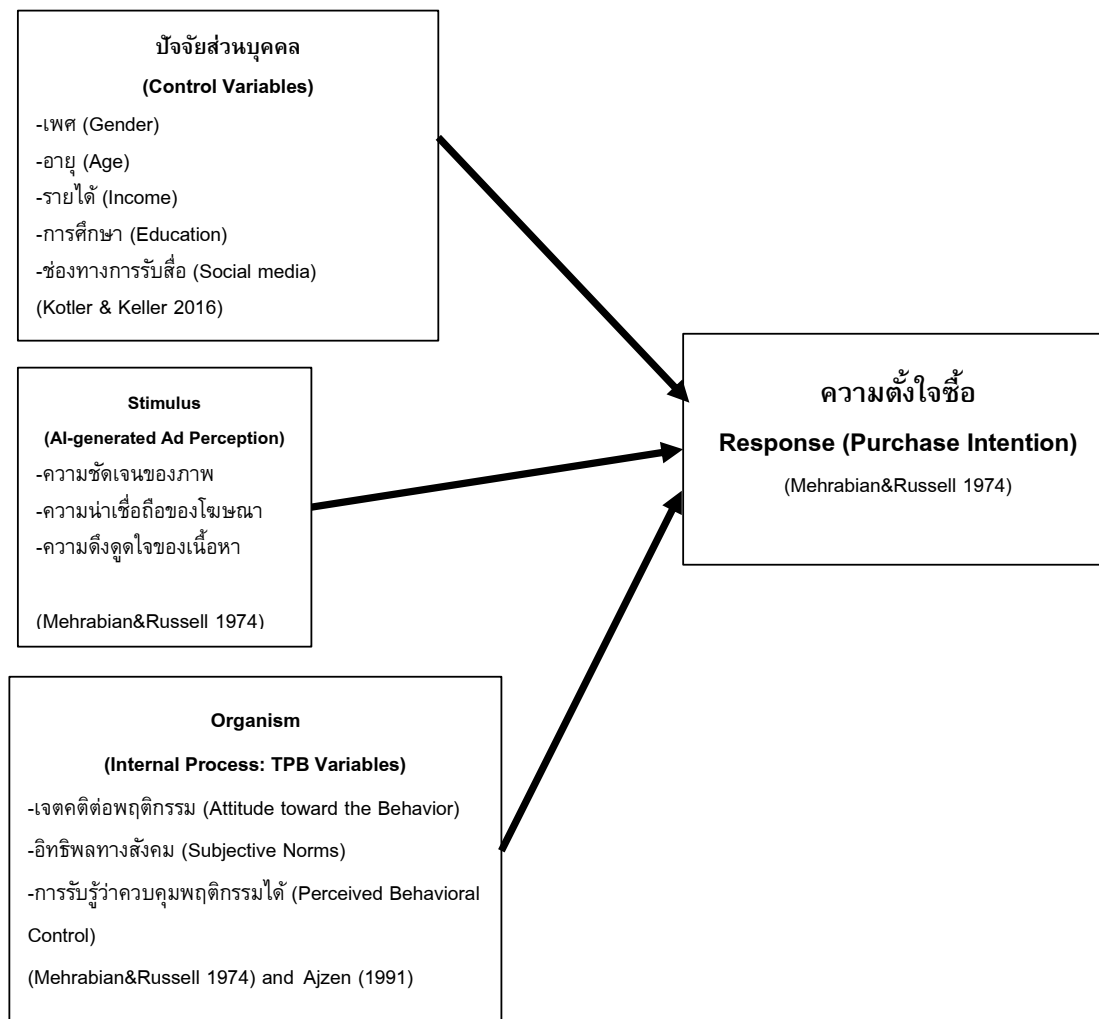 ปัจจัยส่วนบุคคล
(Control Variables)
-เพศ (Gender)
-อายุ (Age)
-รายได้ (Income)
-การศึกษา (Education)
-ช่องทางการรับสื่อ (Social media)
(Kotler & Keller 2016)
Stimulus
(AI-generated Ad Perception)
-ความชัดเจนของภาพ
-ความน่าเชื่อถือของโฆษณา
-ความดึงดูดใจของเนื้อหา
(Mehrabian&Russell 1974)
Organism
(Internal Process: TPB Variables)
-เจตคติต่อพฤติกรรม (Attitude toward the Behavior)
-อิทธิพลทางสังคม (Subjective Norms)
-การรับรู้ว่าควบคุมพฤติกรรมได้ (Perceived Behavioral
Control)
(Mehrabian&Russell 1974) and Ajzen (1991)
ความตั้งใจซื้อ
Response (Purchase Intention)
(Mehrabian&Russell 1974)